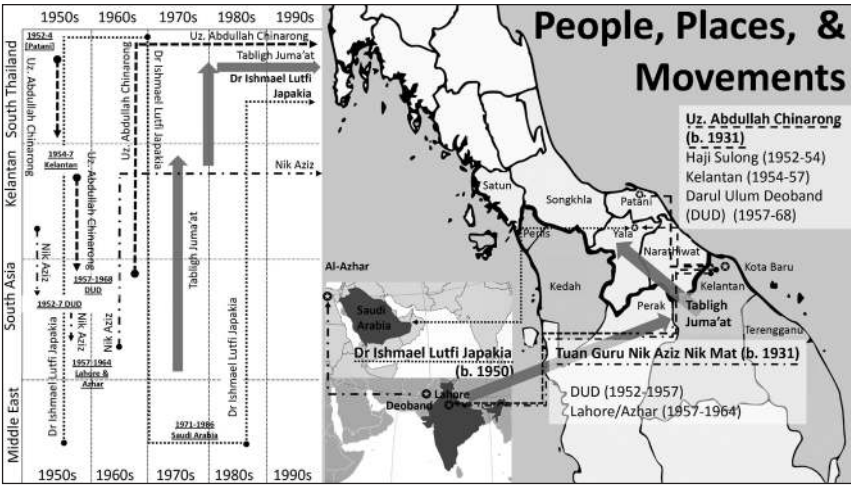 1950s 1960s 1970s 1980s 1990s
South Thailand
Kelantan
South Asia
Middle East
1952-4
[Patani]
Uz. Abdullah Chinarong
1954-7
Kelantan
Uz. Abdullah Chinarong
Uz. Abdullah Chinarong
Dr Ishmael Lutfi Japakia
Uz. Abdullah Chinarong
Tabligh Juma'at
Dr Ishmael Lutfi
Japakia
Nik Aziz
Nik Aziz
1957-1968
DUD
1952-7 DUD
Nik Aziz
Nik Aziz
1957-1964
Lahore &
Azhar
Tabligh Juma'at
Dr Ishmael Lutfi Japakia
Dr Ishmael Lutfi Japakia
1971-1986
Saudi Arabia
1950s 1960s 1970s 1980s 1990s
People, Places, &
Movements
Uz. Abdullah Chinarong
(b. 1931)
Haji Sulong (1952-54)
Kelantan (1954-57)
Darul Ulum Deoband
(DUD) (1957-68)
Satun
Songkhla
Patani
Perlis
Yala
Narathiwat
Kedah
Kota Baru
Kelantan
Perak
Tabligh
Juma'at
Terengganu
Al-Azhar
Saudi
Arabia
Dr Ishmael Lutfi Japakia
(b. 1950)
Tuan Guru Nik Aziz Nik Mat (b. 1931)
DUD (1952-1957)
Lahore/Azhar (1957-1964)
Lahore
Deoband